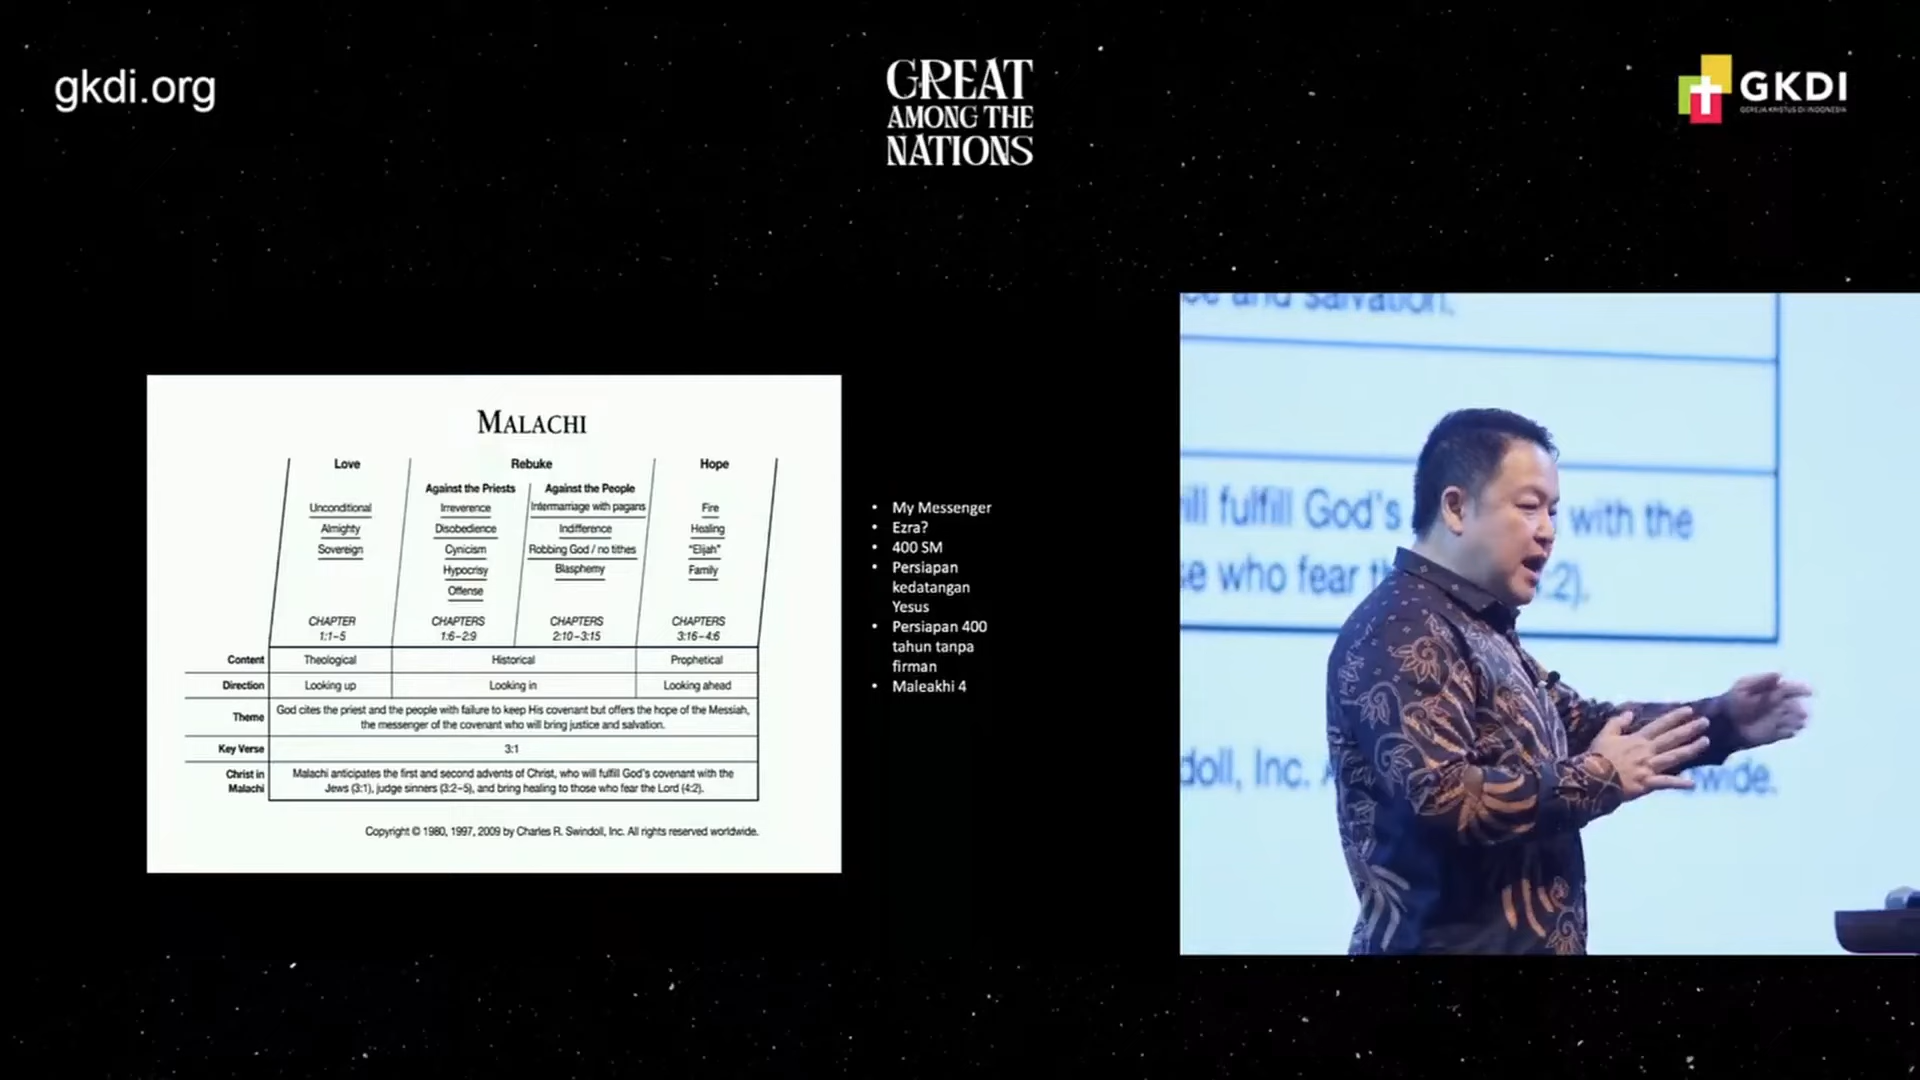 gkdi.org
GREAT
AMONG THE
NATIONS
GKDI
GEREJA KRISTUS DI INDONESIA
MALACHI
Love
Rebuke
Hope
Against the Priests
Against the People
Unconditional
Irreverence
Intermarriage with pagans
Fire
Almighty
Disobedience
Indifference
Healing
Sovereign
Cynicism
Robbing God / no tithes
"Elijah"
Hypocrisy
Blasphemy
Family
Offense
CHAPTER
1:1–5
CHAPTERS
1:6–2:9
CHAPTERS
2:10–3:15
CHAPTERS
3:16–4:6
Content
Theological
Historical
Prophetical
Direction
Looking up
Looking in
Looking ahead
Theme
God cites the priest and the people with failure to keep His covenant but offers the hope of the Messiah,
the messenger of the covenant who will bring justice and salvation.
Key Verse
3:1
Christ in
Malachi
Malachi anticipates the first and second advents of Christ, who will fulfill God's covenant with the
Jews (3:1), judge sinners (3:2–5), and bring healing to those who fear the Lord (4:2).
Copyright © 1980, 1997, 2009 by Charles R. Swindoll, Inc. All rights reserved worldwide.
• My Messenger
• Ezra?
• 400 SM
• Persiapan
kedatangan
Yesus
• Persiapan 400
tahun tanpa
firman
• Maleakhi 4
and salvation.
ill fulfill God's with the
e who fear :2).
doll, Inc. wide.